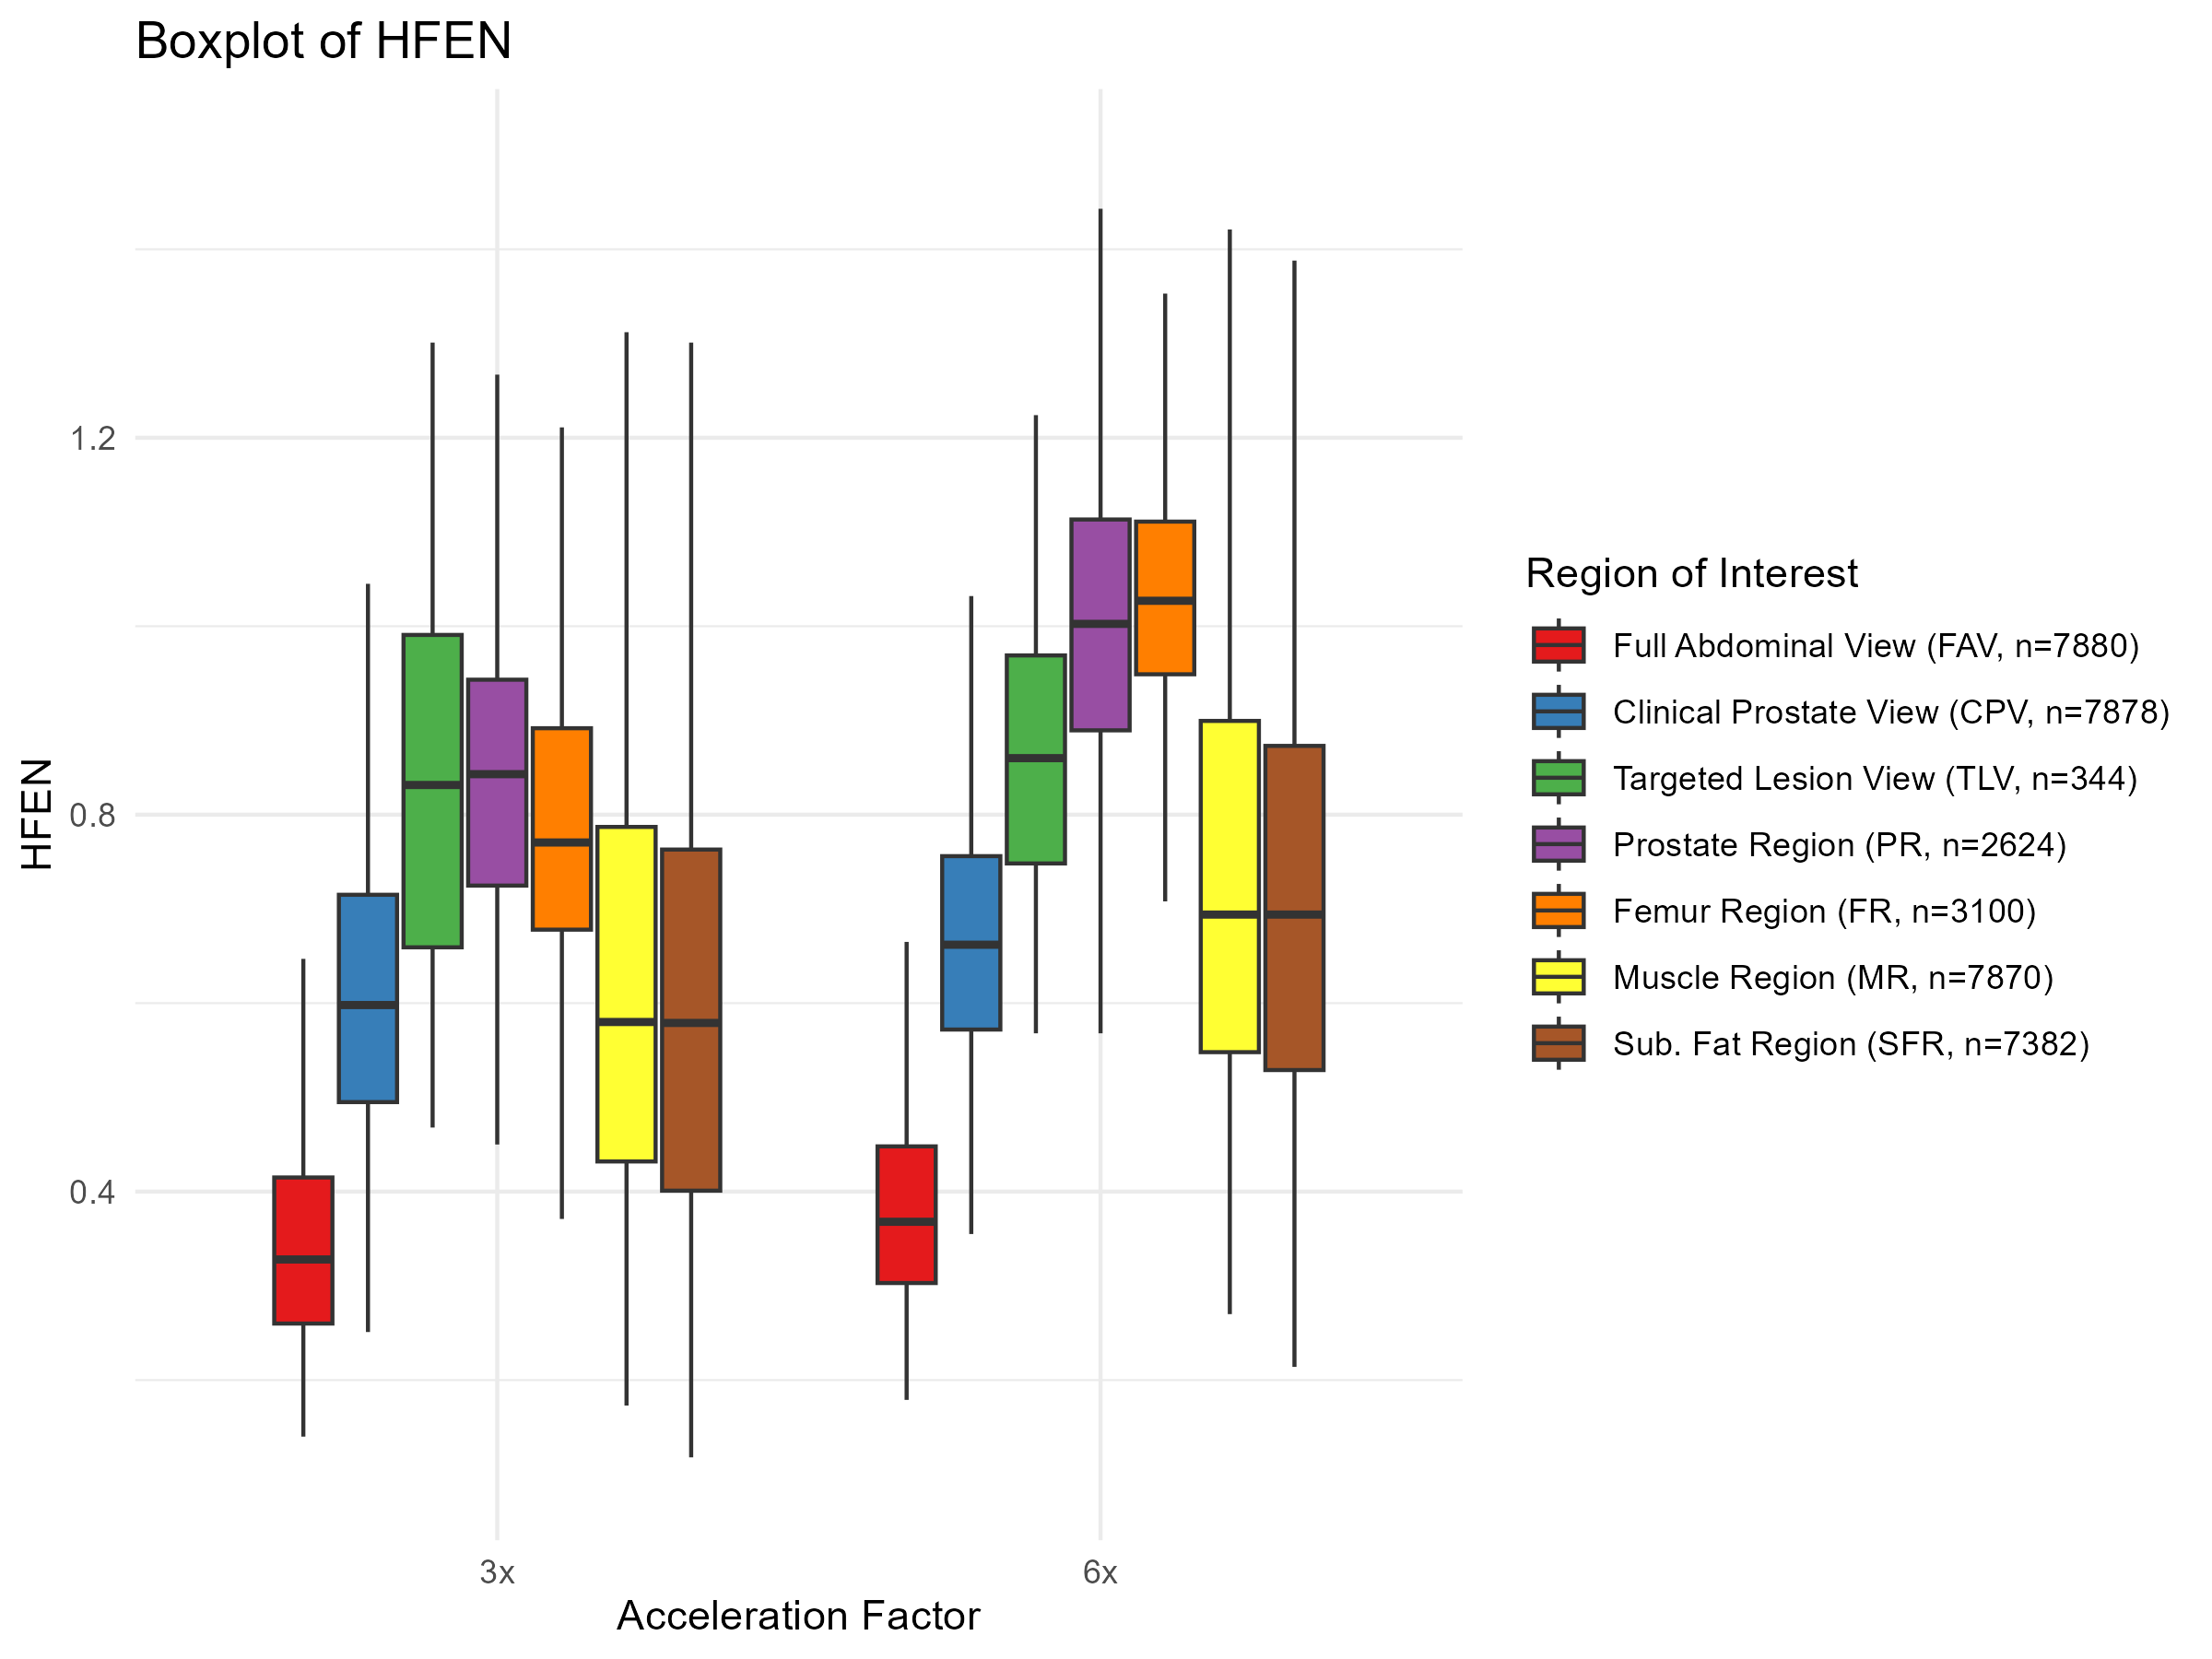 Boxplot of HFEN
HFEN
1.2
0.8
0.4
3x
6x
Acceleration Factor
Region of Interest
Full Abdominal View (FAV, n=7880)
Clinical Prostate View (CPV, n=7878)
Targeted Lesion View (TLV, n=344)
Prostate Region (PR, n=2624)
Femur Region (FR, n=3100)
Muscle Region (MR, n=7870)
Sub. Fat Region (SFR, n=7382)